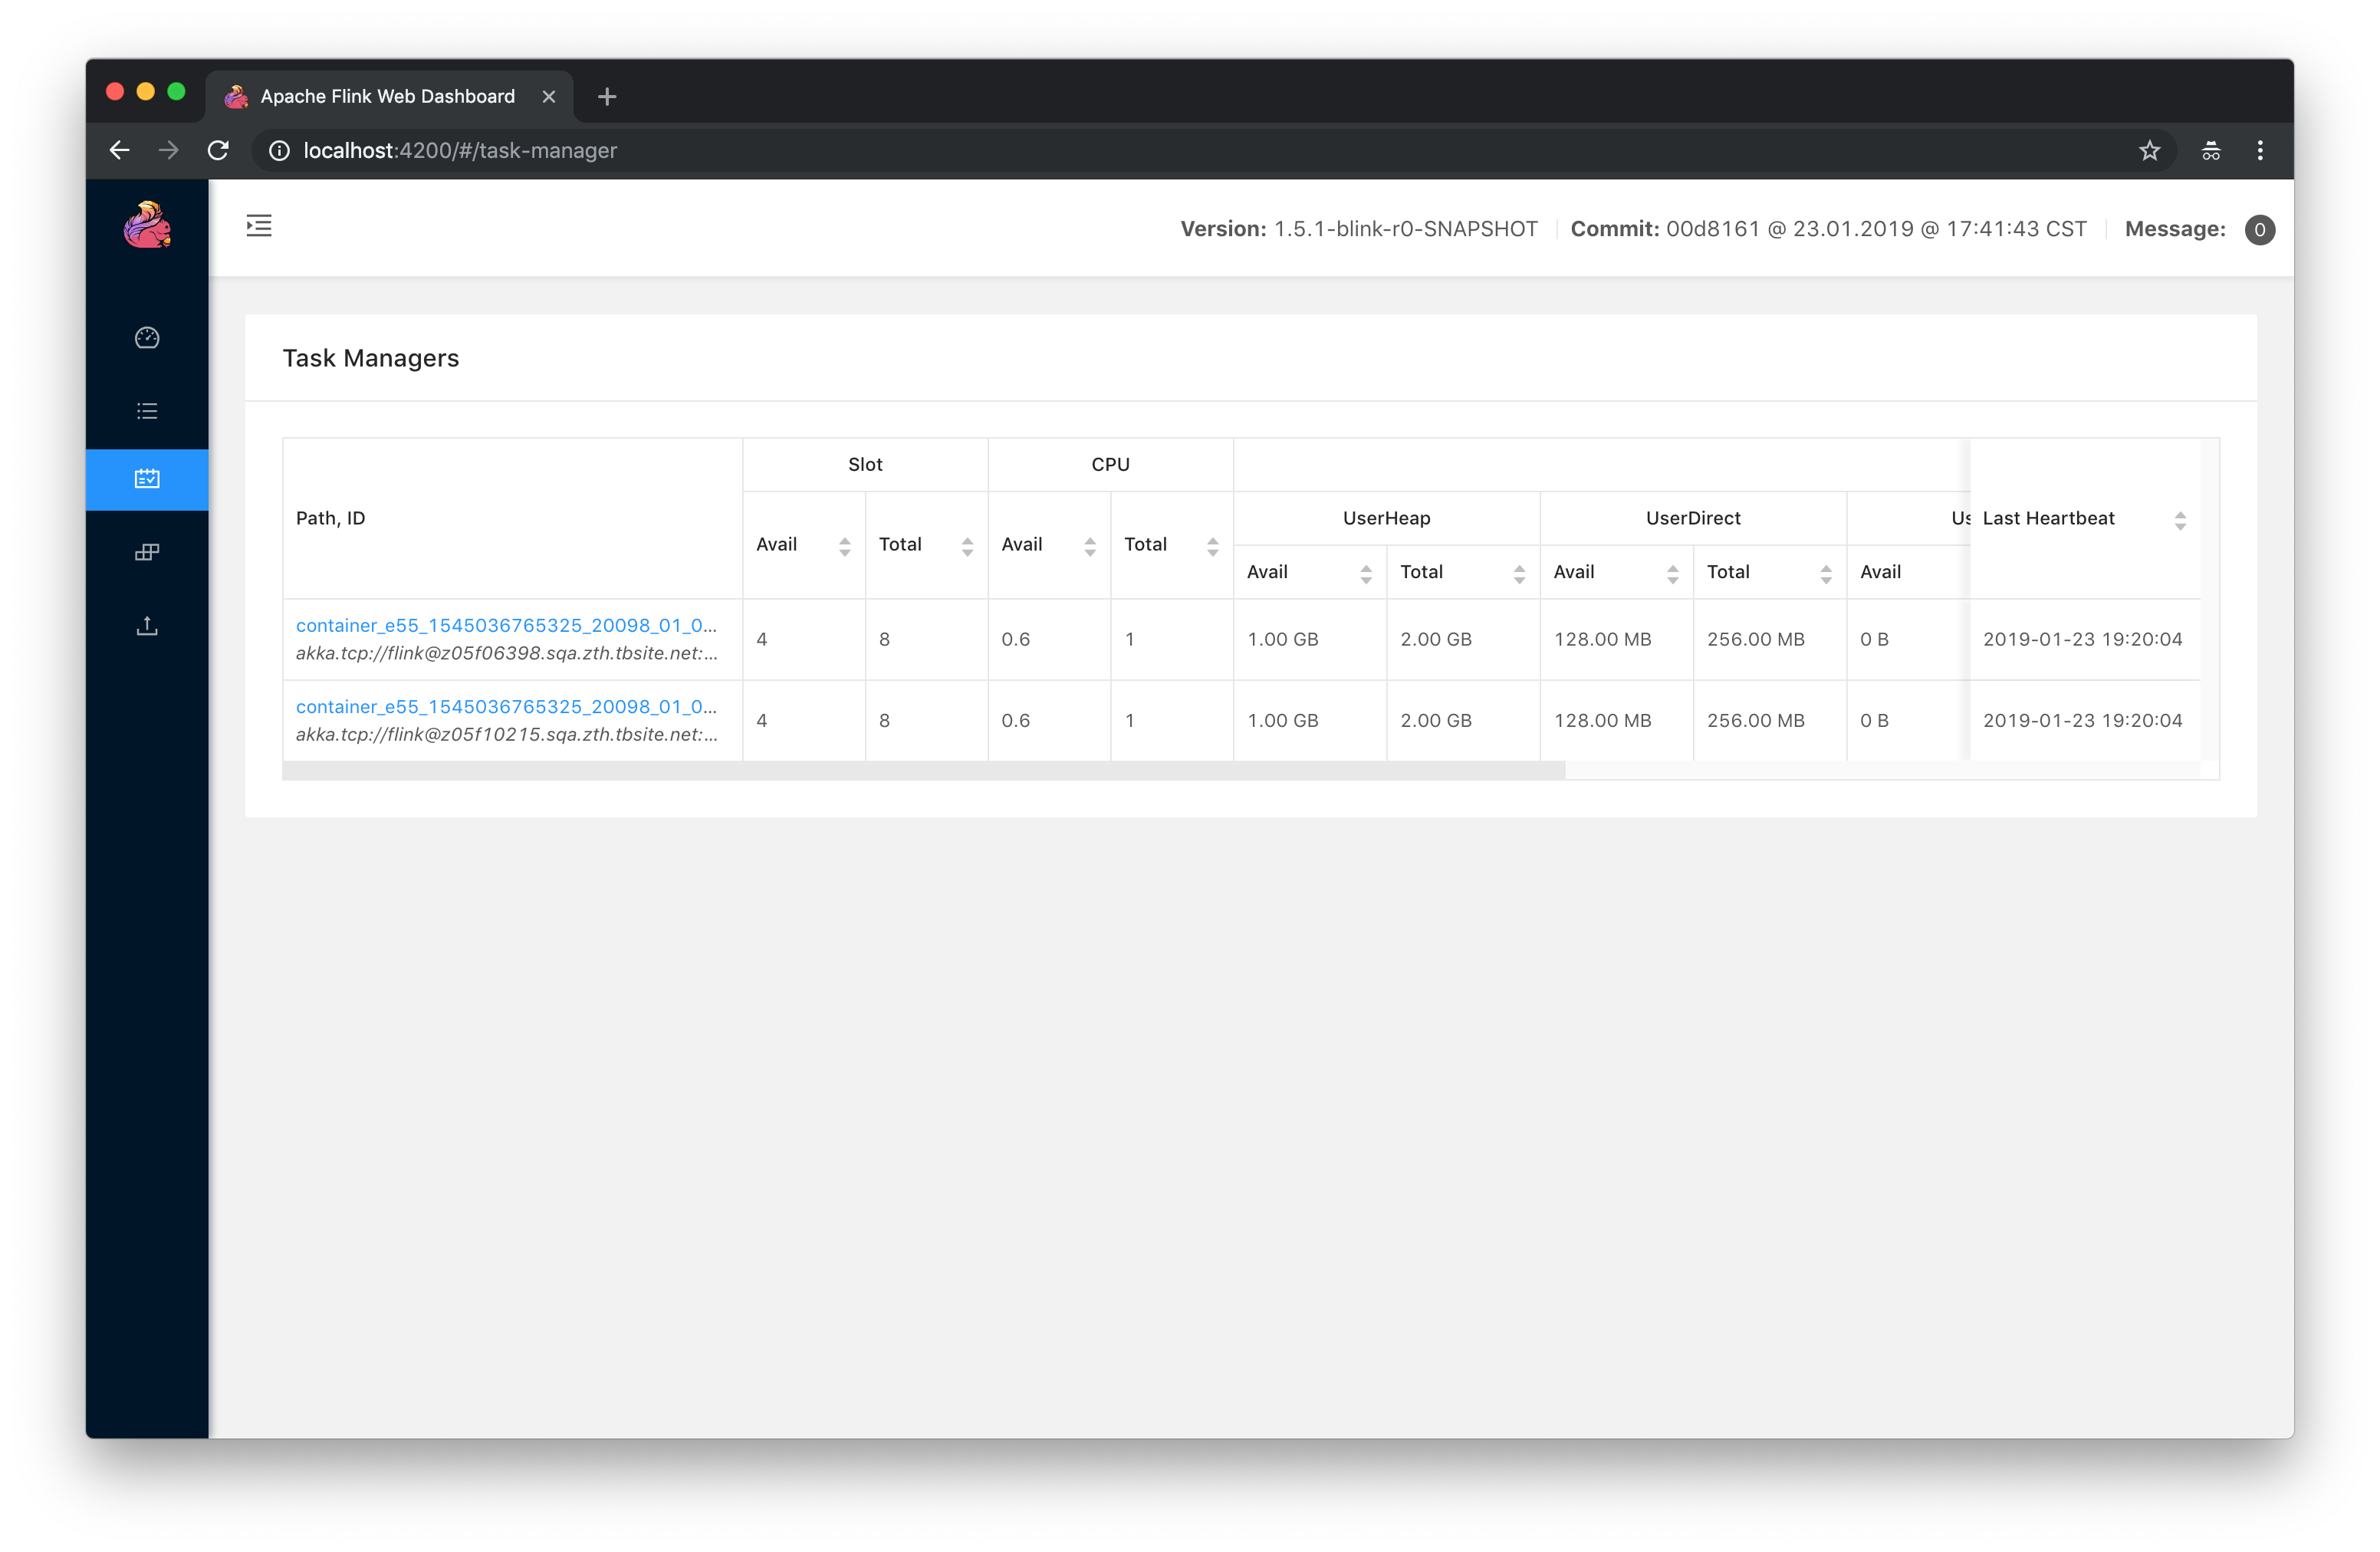 Apache Flink Web Dashboard
localhost:4200/#/task-manager
Version: 1.5.1-blink-r0-SNAPSHOT Commit: 00d8161 @ 23.01.2019 @ 17:41:43 CST Message: 0
Task Managers
Path, ID Slot CPU Last Heartbeat
Avail Total Avail Total UserHeap UserDirect
Avail Total Avail Total Avail
container_e55_1545036765325_20098_01_0...
akka.tcp://flink@z05f06398.sqa.zth.tbsite.net:...
4 8 0.6 1 1.00 GB 2.00 GB 128.00 MB 256.00 MB 0 B 2019-01-23 19:20:04
container_e55_1545036765325_20098_01_0...
akka.tcp://flink@z05f10215.sqa.zth.tbsite.net:...
4 8 0.6 1 1.00 GB 2.00 GB 128.00 MB 256.00 MB 0 B 2019-01-23 19:20:04